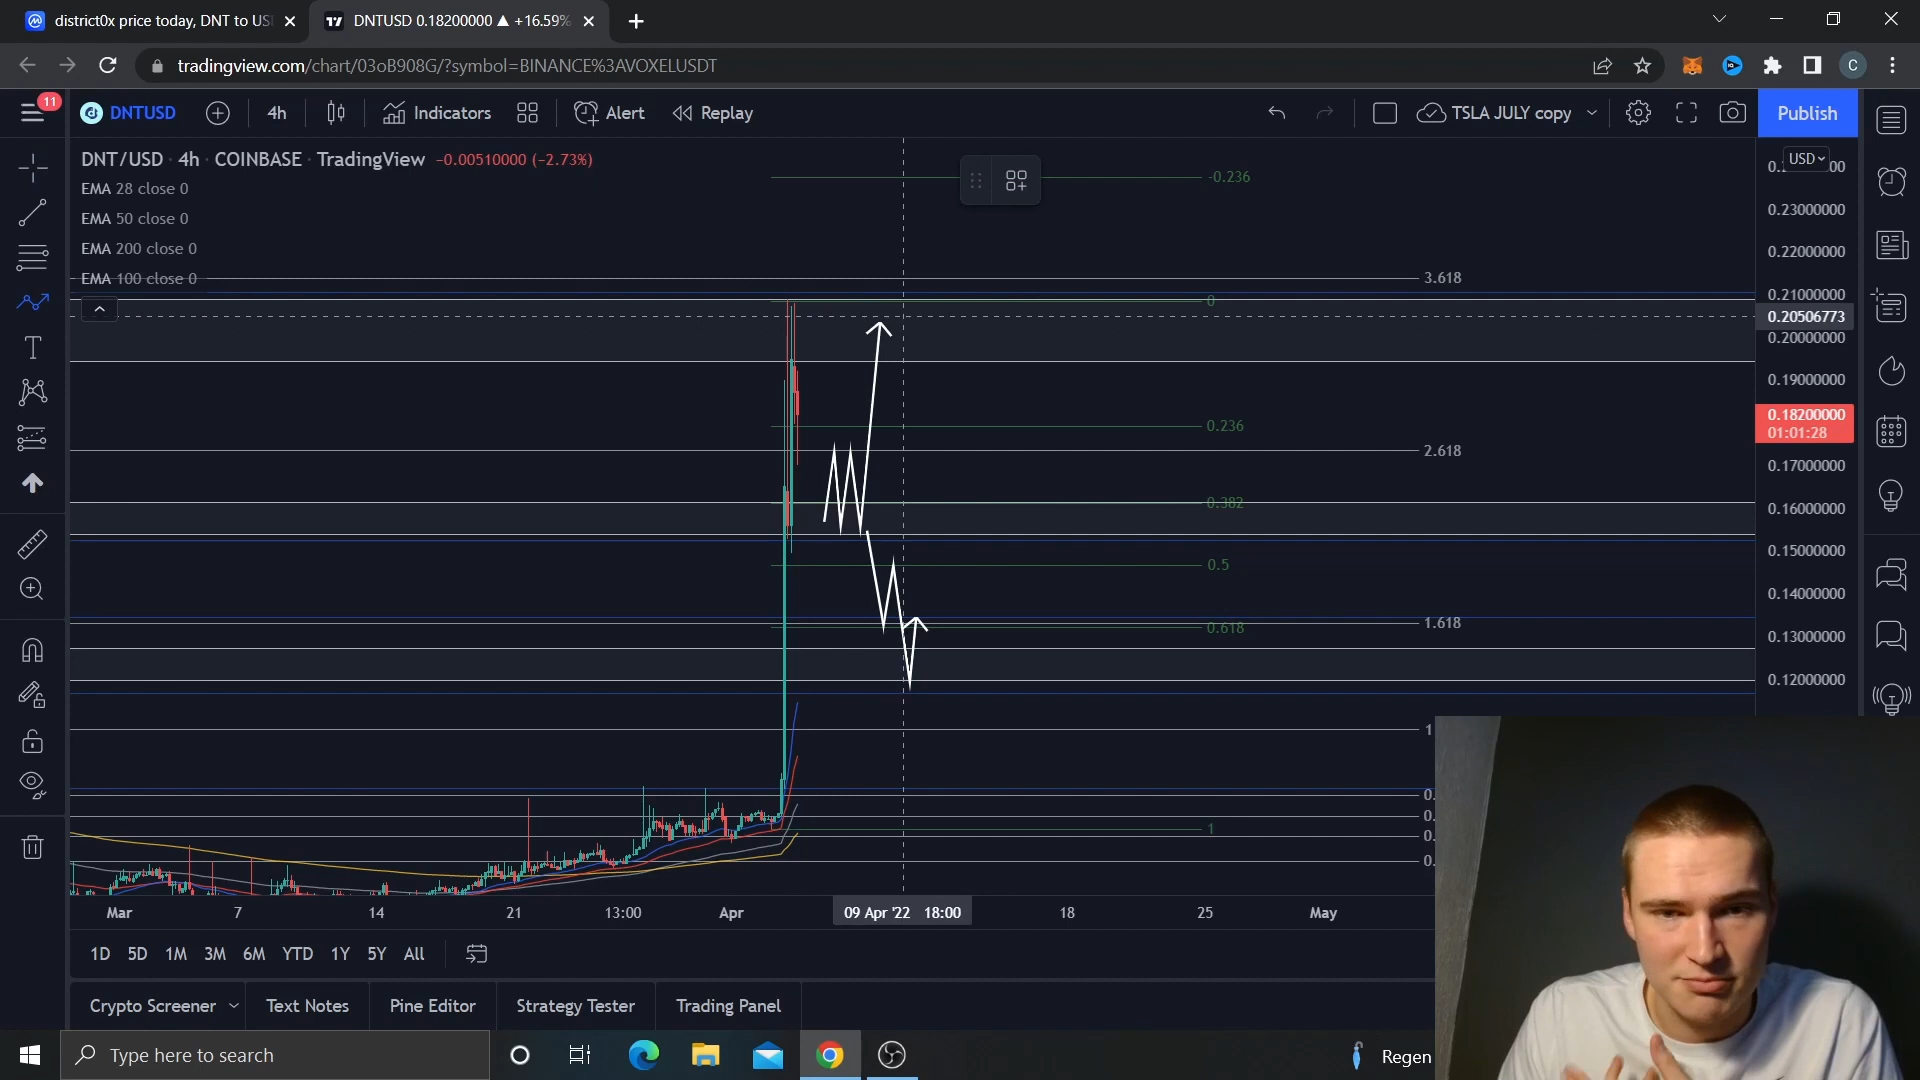 district0x price today, DNT to US
DNTUSD 0.18200000 ▲ +16.59%
tradingview.com/chart/03oB908G/?symbol=BINANCE%3AVOXELUSDT
C
11
DNTUSD
4h
Indicators
Alert
Replay
TSLA JULY copy
Publish
DNT/USD · 4h · COINBASE · TradingView −0.00510000 (−2.73%)
EMA 28 close 0
EMA 50 close 0
EMA 200 close 0
EMA 100 close 0
USD
-0.236
3.618
0
0.236
2.618
0.382
0.5
1.618
0.618
1
0.
0.
0.
0.
1
0.23000000
0.22000000
0.21000000
0.20506773
0.20000000
0.19000000
0.18200000
01:01:28
0.17000000
0.16000000
0.15000000
0.14000000
0.13000000
0.12000000
Mar
7
14
21
13:00
Apr
09 Apr '22 18:00
18
25
May
1D 5D 1M 3M 6M YTD 1Y 5Y All
Crypto Screener
Text Notes
Pine Editor
Strategy Tester
Trading Panel
Type here to search
Regen